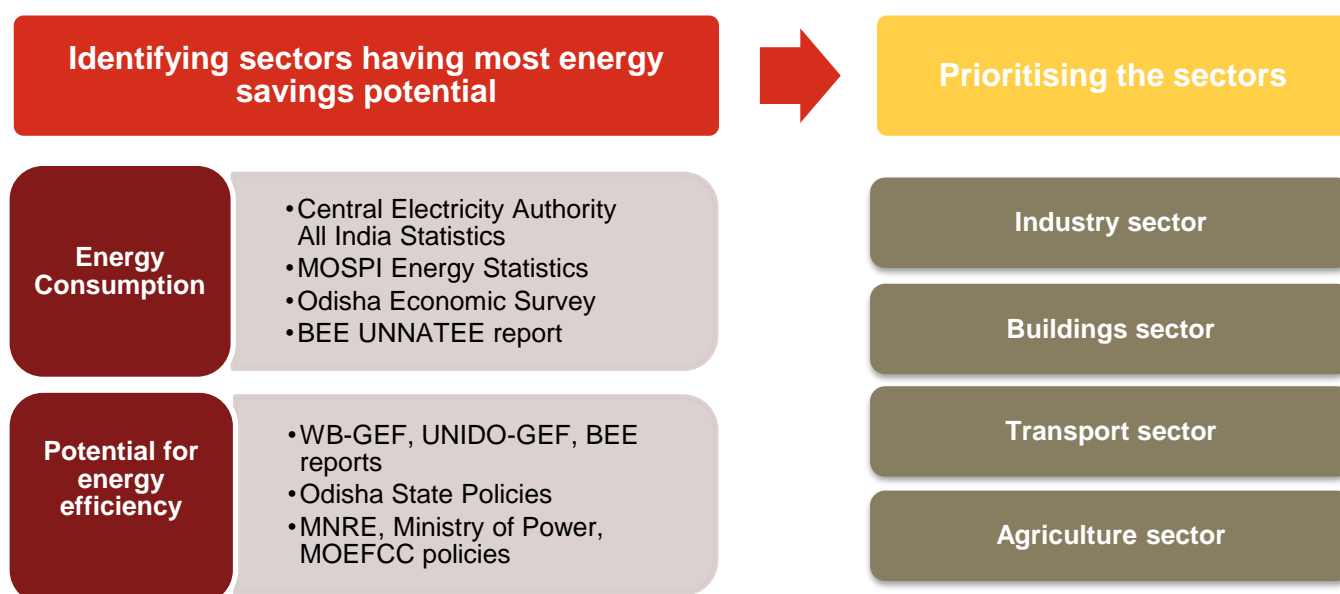 Identifying sectors having most energy
savings potential
Prioritising the sectors
Energy
Consumption
•Central Electricity Authority
All India Statistics
•MOSPI Energy Statistics
•Odisha Economic Survey
•BEE UNNATEE report
Potential for
energy
efficiency
•WB-GEF, UNIDO-GEF, BEE
reports
•Odisha State Policies
•MNRE, Ministry of Power,
MOEFCC policies
Industry sector
Buildings sector
Transport sector
Agriculture sector